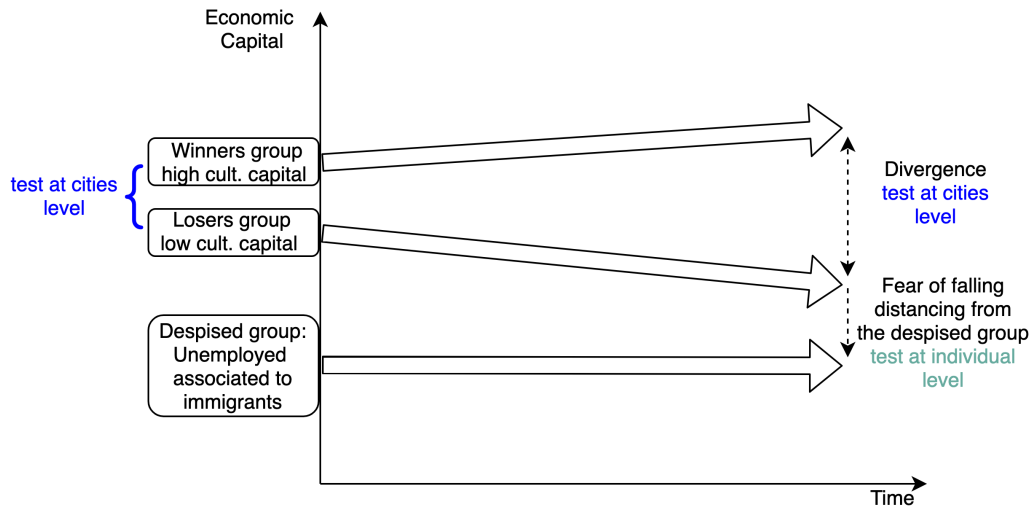 Economic
Capital
Winners group
high cult. capital
test at cities
level
Losers group
low cult. capital
Divergence
test at cities
level
Despised group:
Unemployed
associated to
immigrants
Fear of falling
distancing from
the despised group
test at individual
level
Time